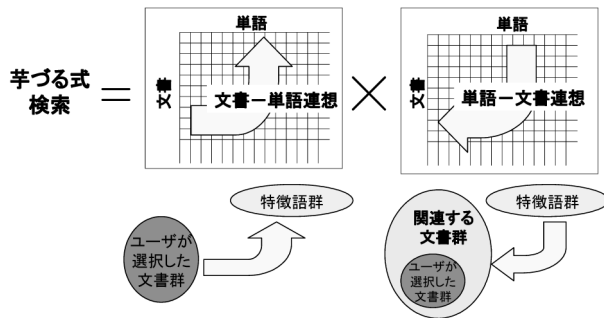 芋づる式
検索
=
単語
文書
文書－単語連想
×
単語
文書
単語－文書連想
ユーザが
選択した
文書群
特徴語群
関連する
文書群
ユーザが
選択した
文書群
特徴語群